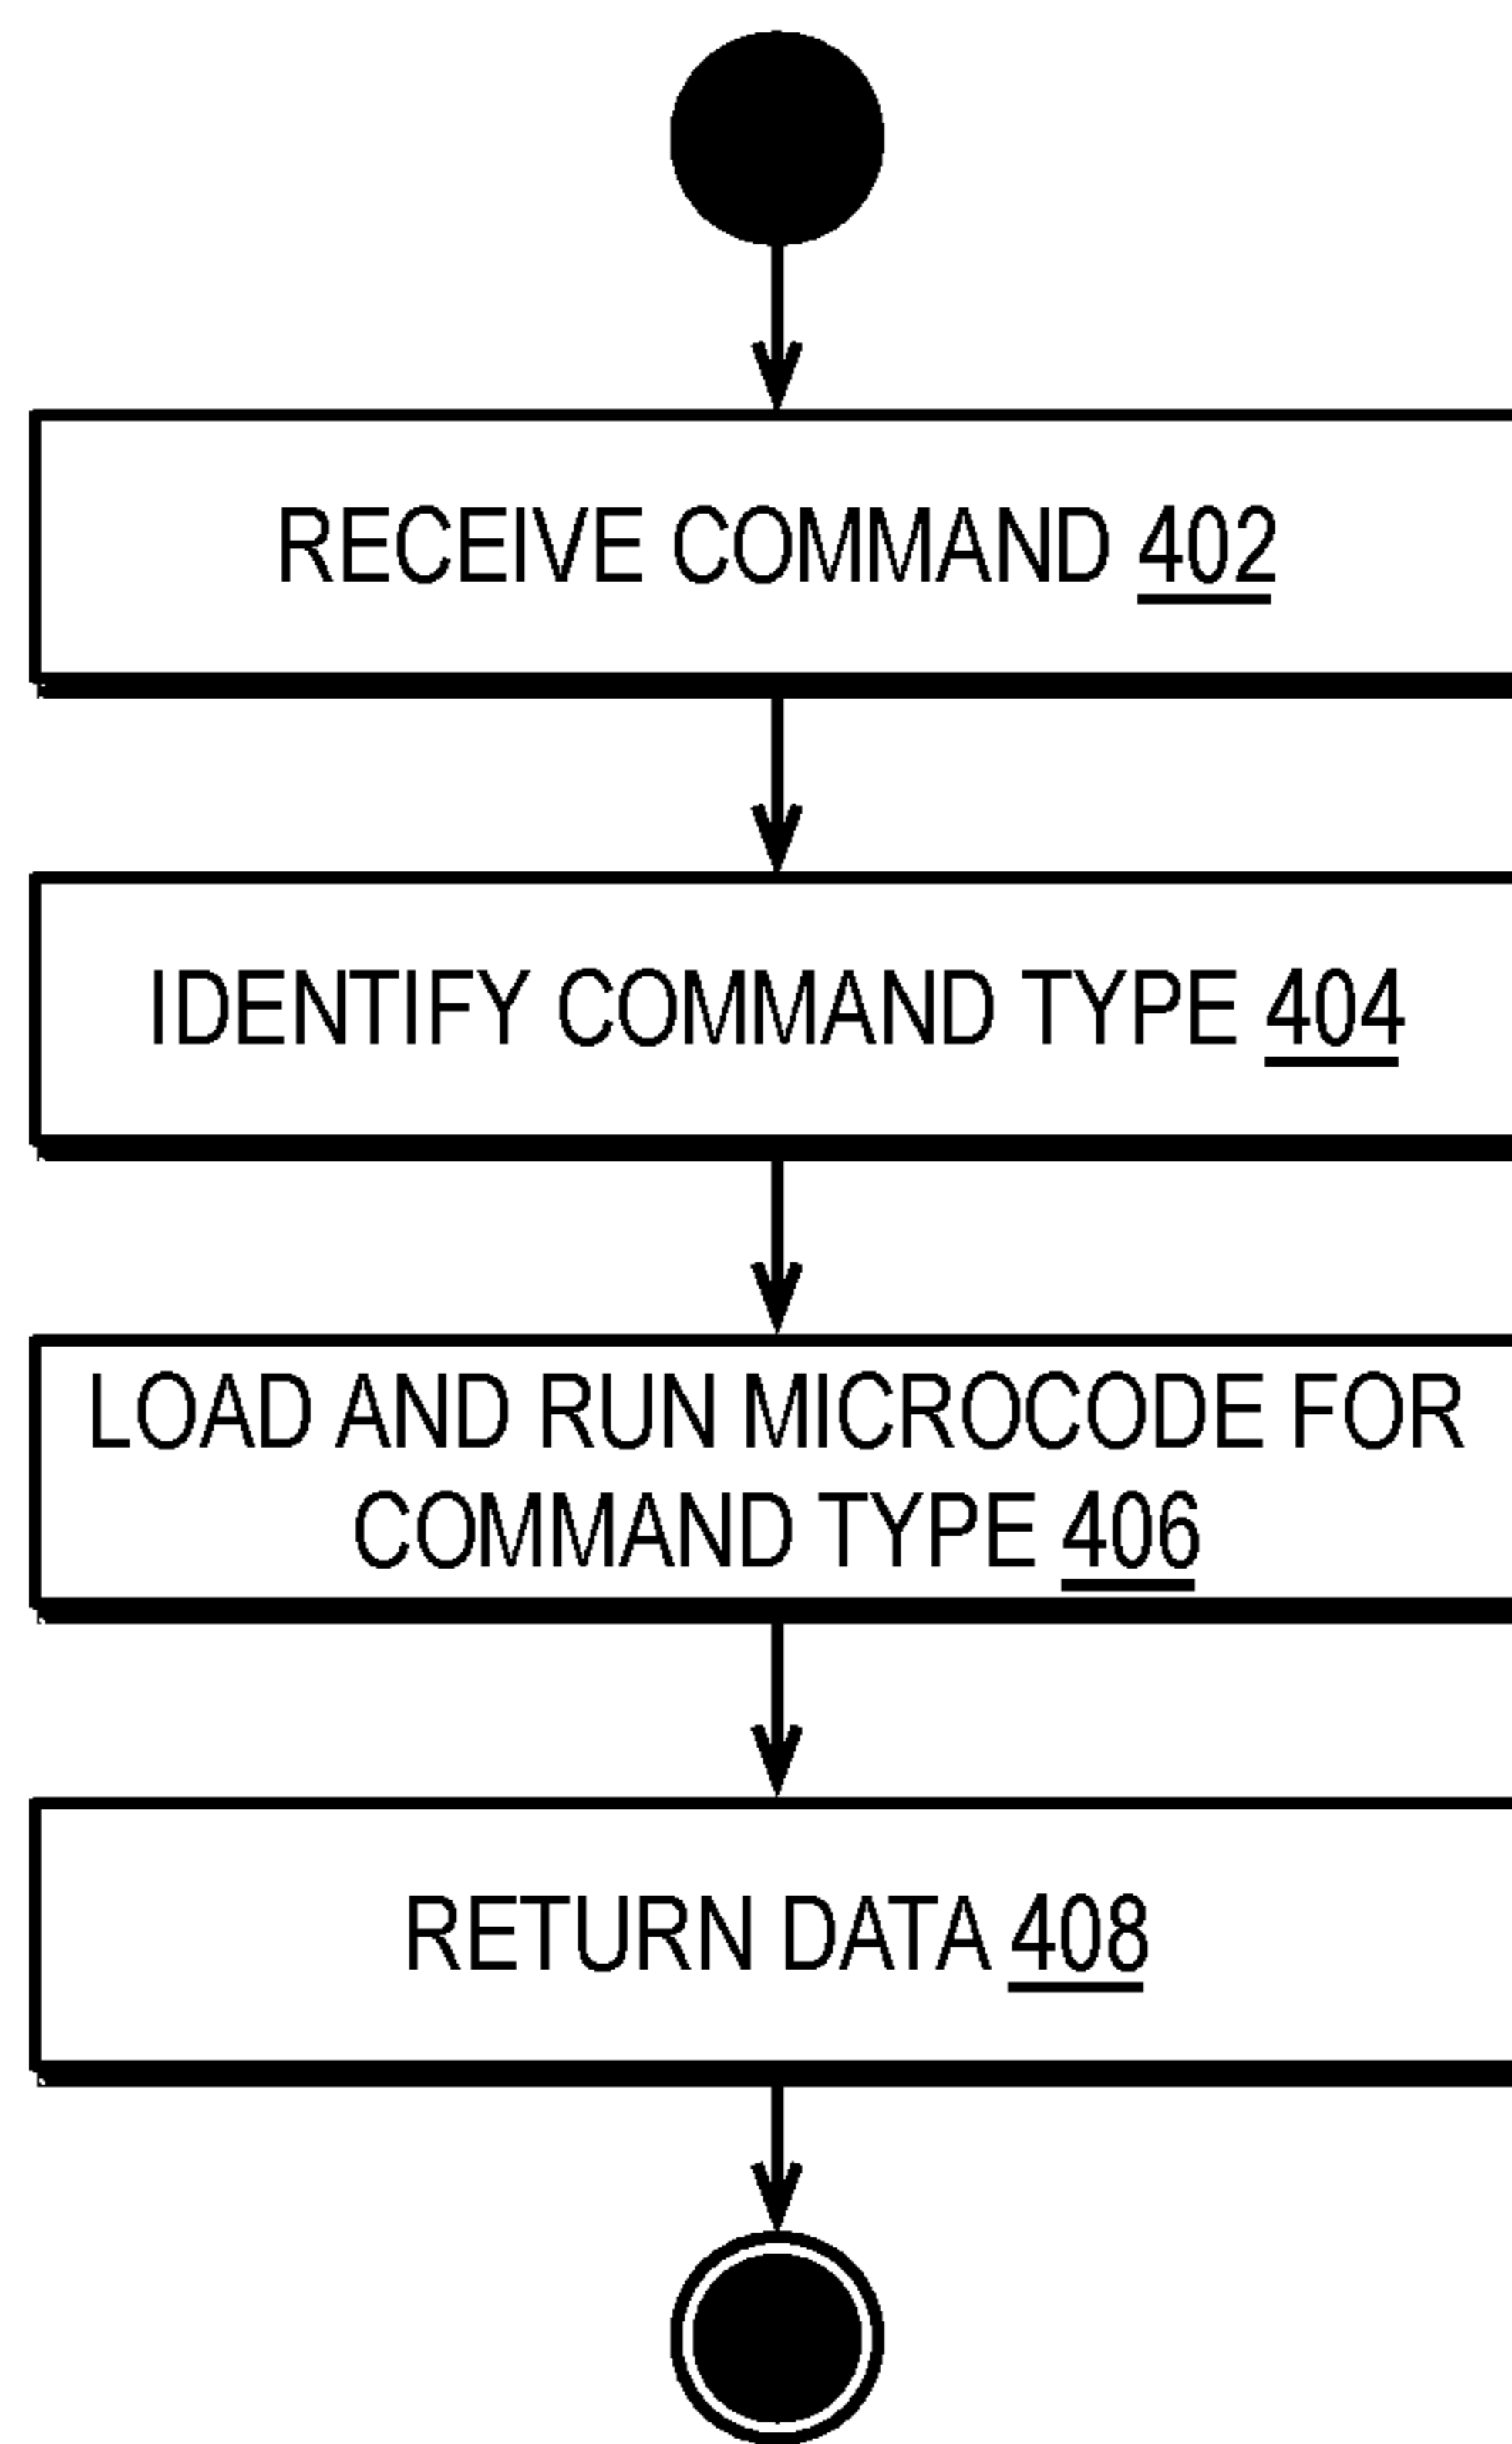 RECEIVE COMMAND 402
IDENTIFY COMMAND TYPE 404
LOAD AND RUN MICROCODE FOR
COMMAND TYPE 406
RETURN DATA 408